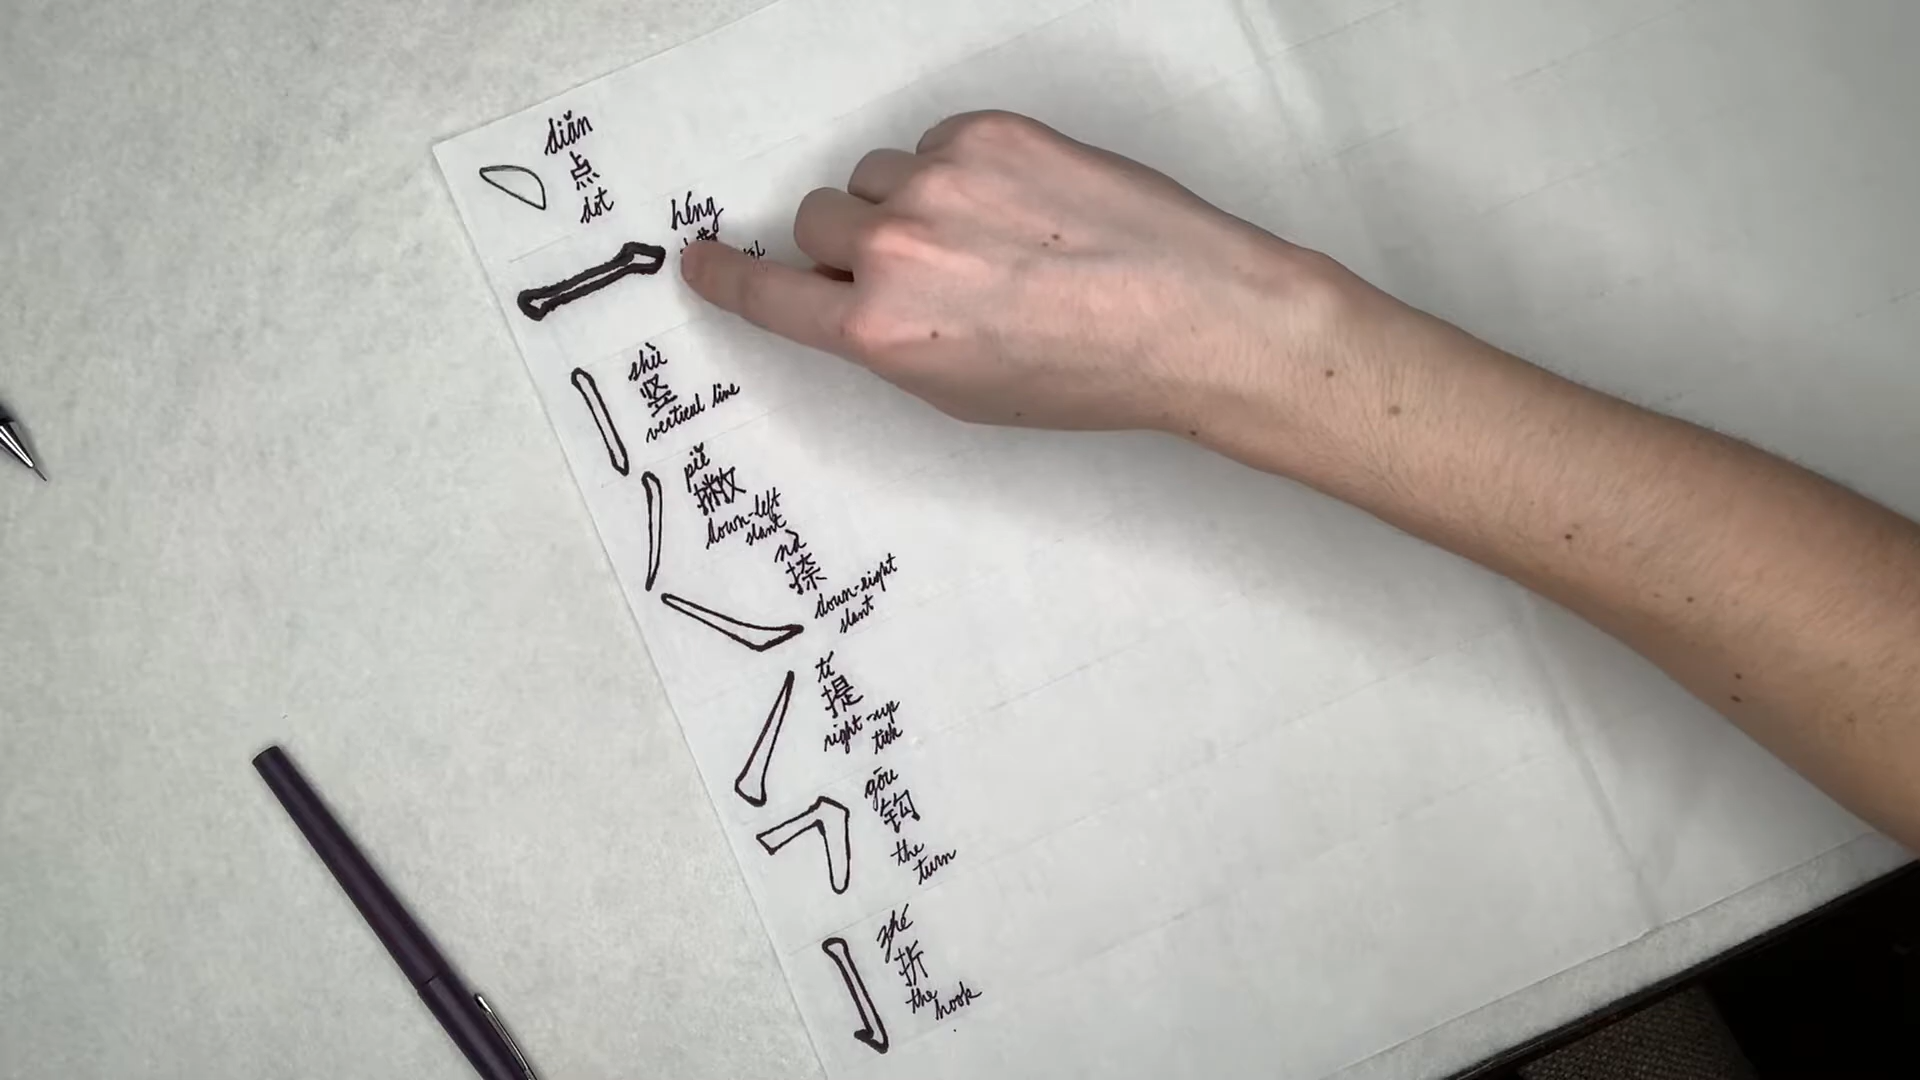 diǎn
点
dot
héng
shù
竖
vertical line
piě
撇
down-left
slant
nà
捺
down-right
slant
tí
提
right-up
tick
gōu
钩
the
turn
zhé
折
the
hook